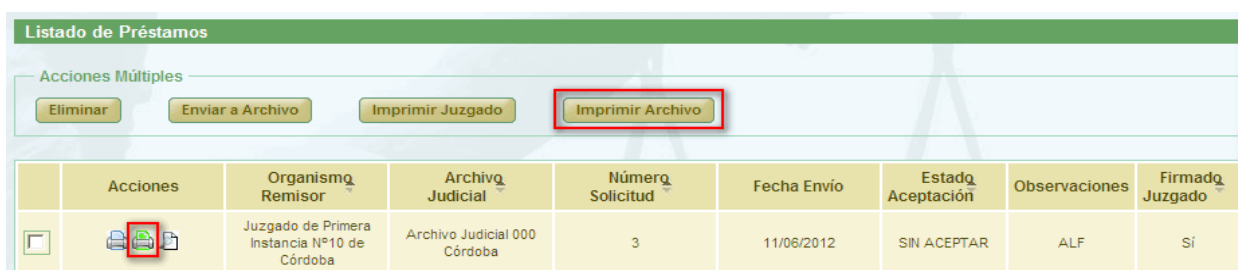 Listado de Préstamos
Acciones Múltiples
Eliminar Enviar a Archivo Imprimir Juzgado Imprimir Archivo
Acciones Organismo Remisor Archivo Judicial Número Solicitud Fecha Envío Estado Aceptación Observaciones Firmado Juzgado
Juzgado de Primera Instancia Nº10 de Córdoba Archivo Judicial 000 Córdoba 3 11/06/2012 SIN ACEPTAR ALF Sí